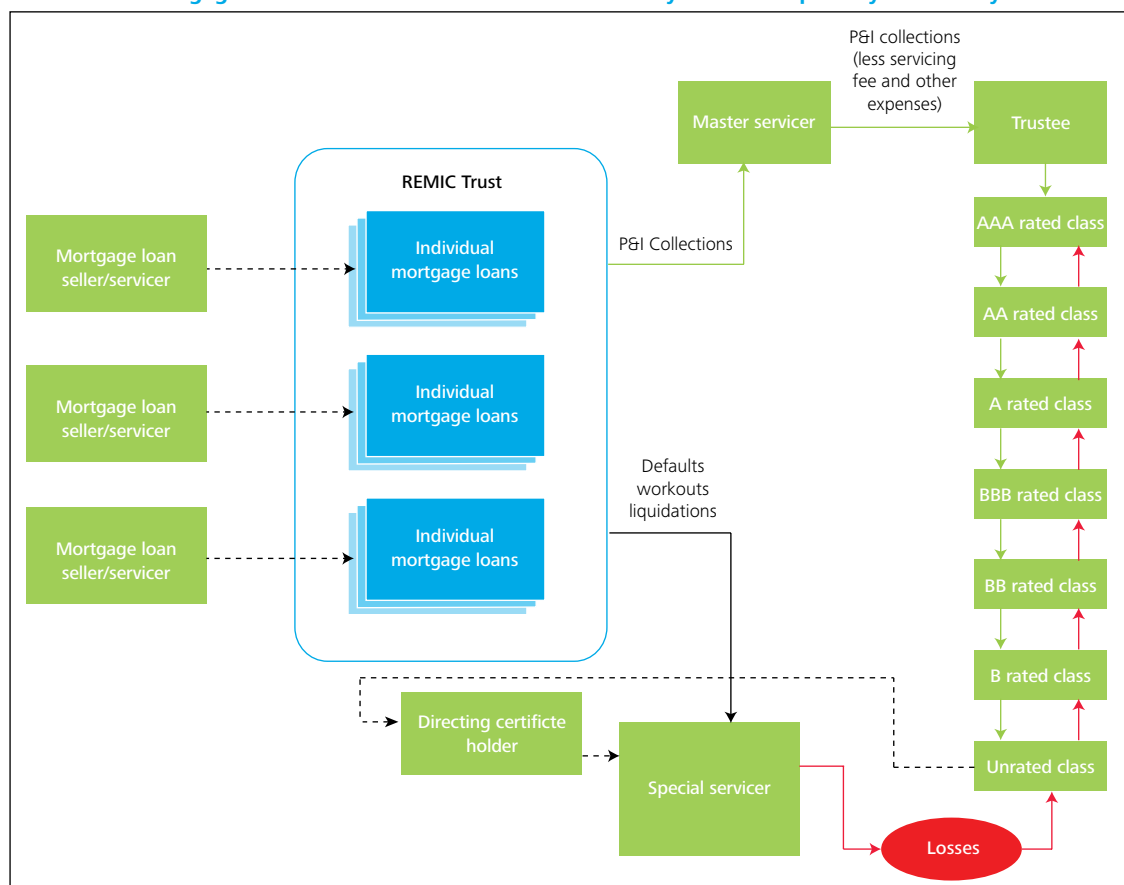 P&I collections
(less servicing
fee and other
expenses)
Master servicer
Trustee
REMIC Trust
Mortgage loan
seller/servicer
Individual
mortgage loans
P&I Collections
AAA rated class
AA rated class
Mortgage loan
seller/servicer
Individual
mortgage loans
A rated class
Defaults
workouts
liquidations
BBB rated class
Mortgage loan
seller/servicer
Individual
mortgage loans
BB rated class
B rated class
Directing certificte
holder
Special servicer
Unrated class
Losses